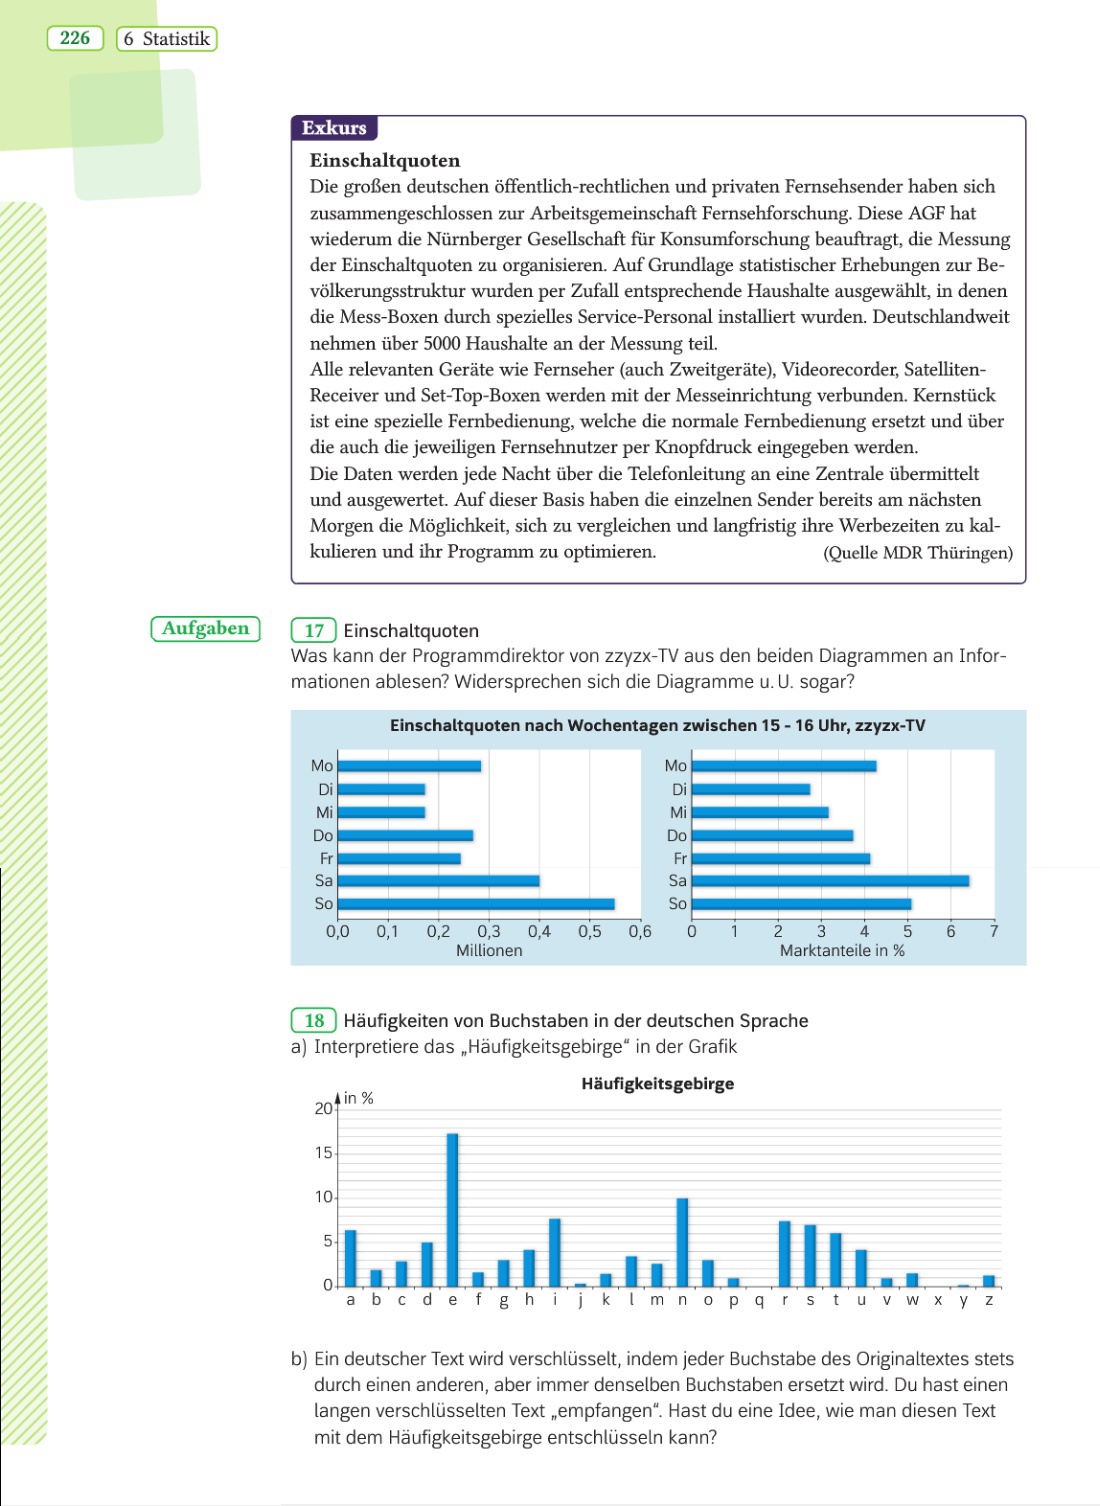 226
6 Statistik
Exkurs
Einschaltquoten
Die großen deutschen öffentlich-rechtlichen und privaten Fernsehsender haben sich
zusammengeschlossen zur Arbeitsgemeinschaft Fernsehforschung. Diese AGF hat
wiederum die Nürnberger Gesellschaft für Konsumforschung beauftragt, die Messung
der Einschaltquoten zu organisieren. Auf Grundlage statistischer Erhebungen zur Be-
völkerungsstruktur wurden per Zufall entsprechende Haushalte ausgewählt, in denen
die Mess-Boxen durch spezielles Service-Personal installiert wurden. Deutschlandweit
nehmen über 5000 Haushalte an der Messung teil.
Alle relevanten Geräte wie Fernseher (auch Zweitgeräte), Videorecorder, Satelliten-
Receiver und Set-Top-Boxen werden mit der Messeinrichtung verbunden. Kernstück
ist eine spezielle Fernbedienung, welche die normale Fernbedienung ersetzt und über
die auch die jeweiligen Fernsehnutzer per Knopfdruck eingegeben werden.
Die Daten werden jede Nacht über die Telefonleitung an eine Zentrale übermittelt
und ausgewertet. Auf dieser Basis haben die einzelnen Sender bereits am nächsten
Morgen die Möglichkeit, sich zu vergleichen und langfristig ihre Werbezeiten zu kal-
kulieren und ihr Programm zu optimieren. (Quelle MDR Thüringen)
Aufgaben
17 Einschaltquoten
Was kann der Programmdirektor von zzyzx-TV aus den beiden Diagrammen an Infor-
mationen ablesen? Widersprechen sich die Diagramme u. U. sogar?
Einschaltquoten nach Wochentagen zwischen 15 - 16 Uhr, zzyzx-TV
Mo
Di
Mi
Do
Fr
Sa
So
0,0 0,1 0,2 0,3 0,4 0,5 0,6
Millionen
Mo
Di
Mi
Do
Fr
Sa
So
0 1 2 3 4 5 6 7
Marktanteile in %
18 Häufigkeiten von Buchstaben in der deutschen Sprache
a) Interpretiere das „Häufigkeitsgebirge“ in der Grafik
Häufigkeitsgebirge
in %
20
15
10
5
0
a b c d e f g h i j k l m n o p q r s t u v w x y z
b) Ein deutscher Text wird verschlüsselt, indem jeder Buchstabe des Originaltextes stets
durch einen anderen, aber immer denselben Buchstaben ersetzt wird. Du hast einen
langen verschlüsselten Text „empfangen“. Hast du eine Idee, wie man diesen Text
mit dem Häufigkeitsgebirge entschlüsseln kann?